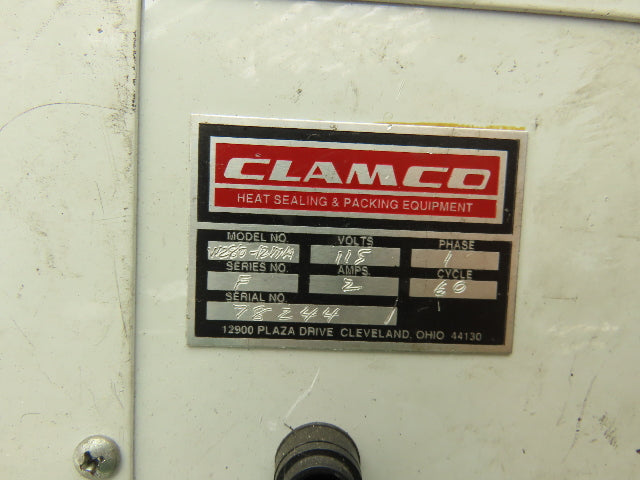 CLAMCO
HEAT SEALING & PACKING EQUIPMENT
MODEL NO. VOLTS PHASE
115 1
SERIES NO. AMPS CYCLE
F 2 60
SERIAL NO.
78244
12900 PLAZA DRIVE CLEVELAND, OHIO 44130